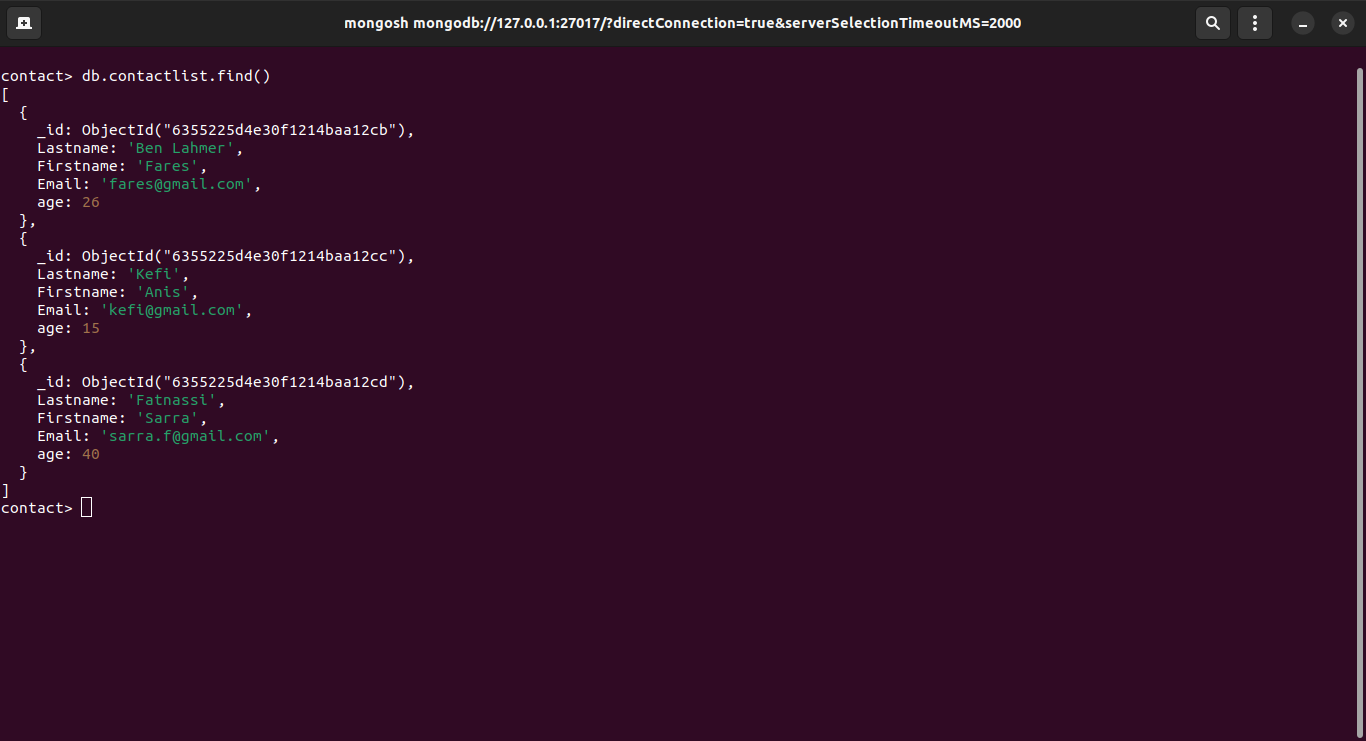 mongosh mongodb://127.0.0.1:27017/?directConnection=true&serverSelectionTimeoutMS=2000
contact> db.contactlist.find()
[
  {
    _id: ObjectId("6355225d4e30f1214baa12cb"),
    Lastname: 'Ben Lahmer',
    Firstname: 'Fares',
    Email: 'fares@gmail.com',
    age: 26
  },
  {
    _id: ObjectId("6355225d4e30f1214baa12cc"),
    Lastname: 'Kefi',
    Firstname: 'Anis',
    Email: 'kefi@gmail.com',
    age: 15
  },
  {
    _id: ObjectId("6355225d4e30f1214baa12cd"),
    Lastname: 'Fatnassi',
    Firstname: 'Sarra',
    Email: 'sarra.f@gmail.com',
    age: 40
  }
]
contact>